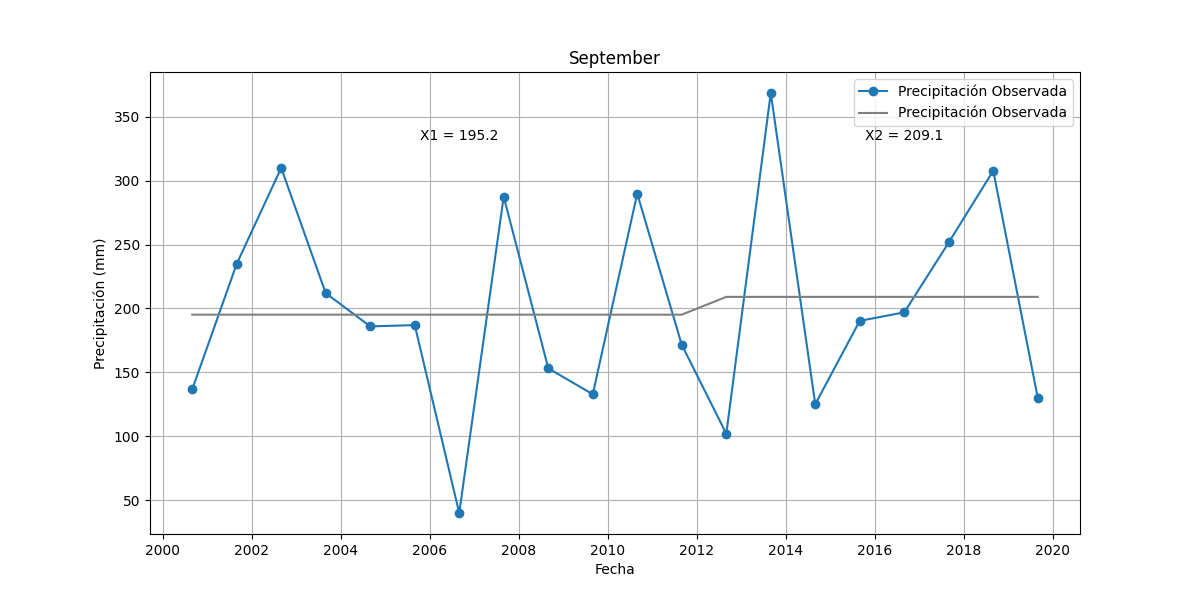 September
Precipitación Observada
Precipitación Observada
X1 = 195.2
X2 = 209.1
Precipitación (mm)
350
300
250
200
150
100
50
2000 2002 2004 2006 2008 2010 2012 2014 2016 2018 2020
Fecha